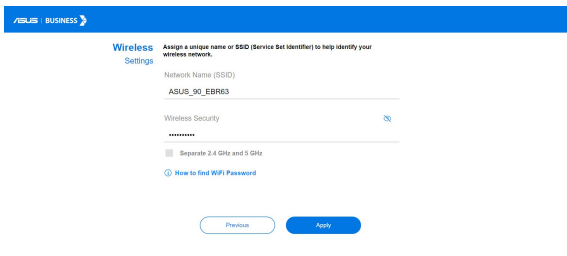 ASUS | BUSINESS
Wireless
Settings
Assign a unique name or SSID (Service Set Identifier) to help identify your
wireless network.
Network Name (SSID)
ASUS_90_EBR63
Wireless Security
••••••••••
Separate 2.4 GHz and 5 GHz
How to find WiFi Password
Previous
Apply